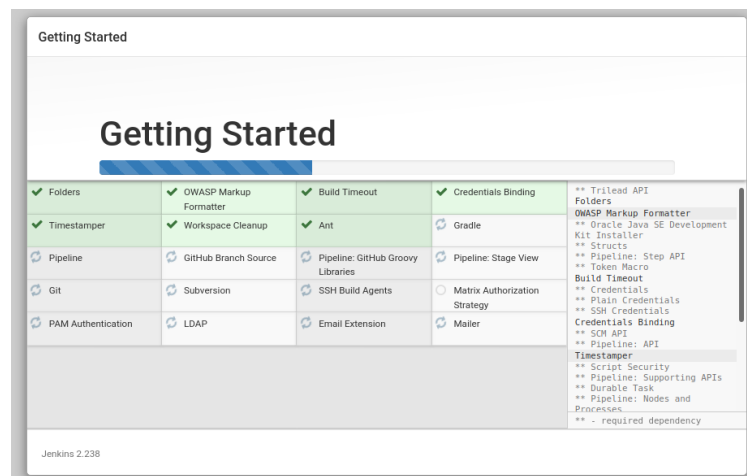 Getting Started
Getting Started
Folders
OWASP Markup
Formatter
Build Timeout
Credentials Binding
Timestamper
Workspace Cleanup
Ant
Gradle
Pipeline
GitHub Branch Source
Pipeline: GitHub Groovy
Libraries
Pipeline: Stage View
Git
Subversion
SSH Build Agents
Matrix Authorization
Strategy
PAM Authentication
LDAP
Email Extension
Mailer
** Trilead API
Folders
OWASP Markup Formatter
** Oracle Java SE Development
Kit Installer
** Structs
** Pipeline: Step API
** Token Macro
Build Timeout
** Credentials
** Plain Credentials
** SSH Credentials
Credentials Binding
** SCM API
** Pipeline: API
Timestamper
** Script Security
** Pipeline: Supporting APIs
** Durable Task
** Pipeline: Nodes and
Processes
** - required dependency
Jenkins 2.238